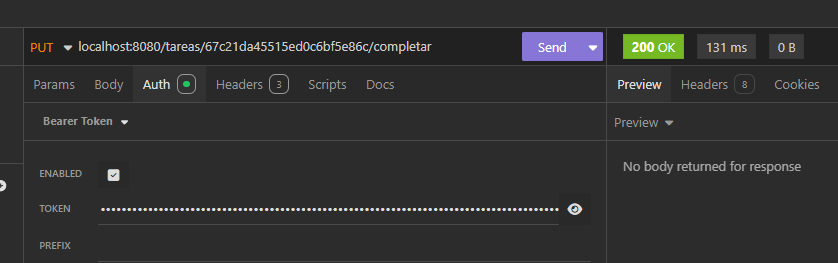 PUT localhost:8080/tareas/67c21da45515ed0c6bf5e86c/completar Send 200 OK 131 ms 0 B
Params Body Auth Headers 3 Scripts Docs Preview Headers 8 Cookies
Bearer Token Preview
ENABLED No body returned for response
TOKEN ••••••••••••••••••••••••••••••••••••••••••••••••••••••••••••••••••••••••••••••••
PREFIX